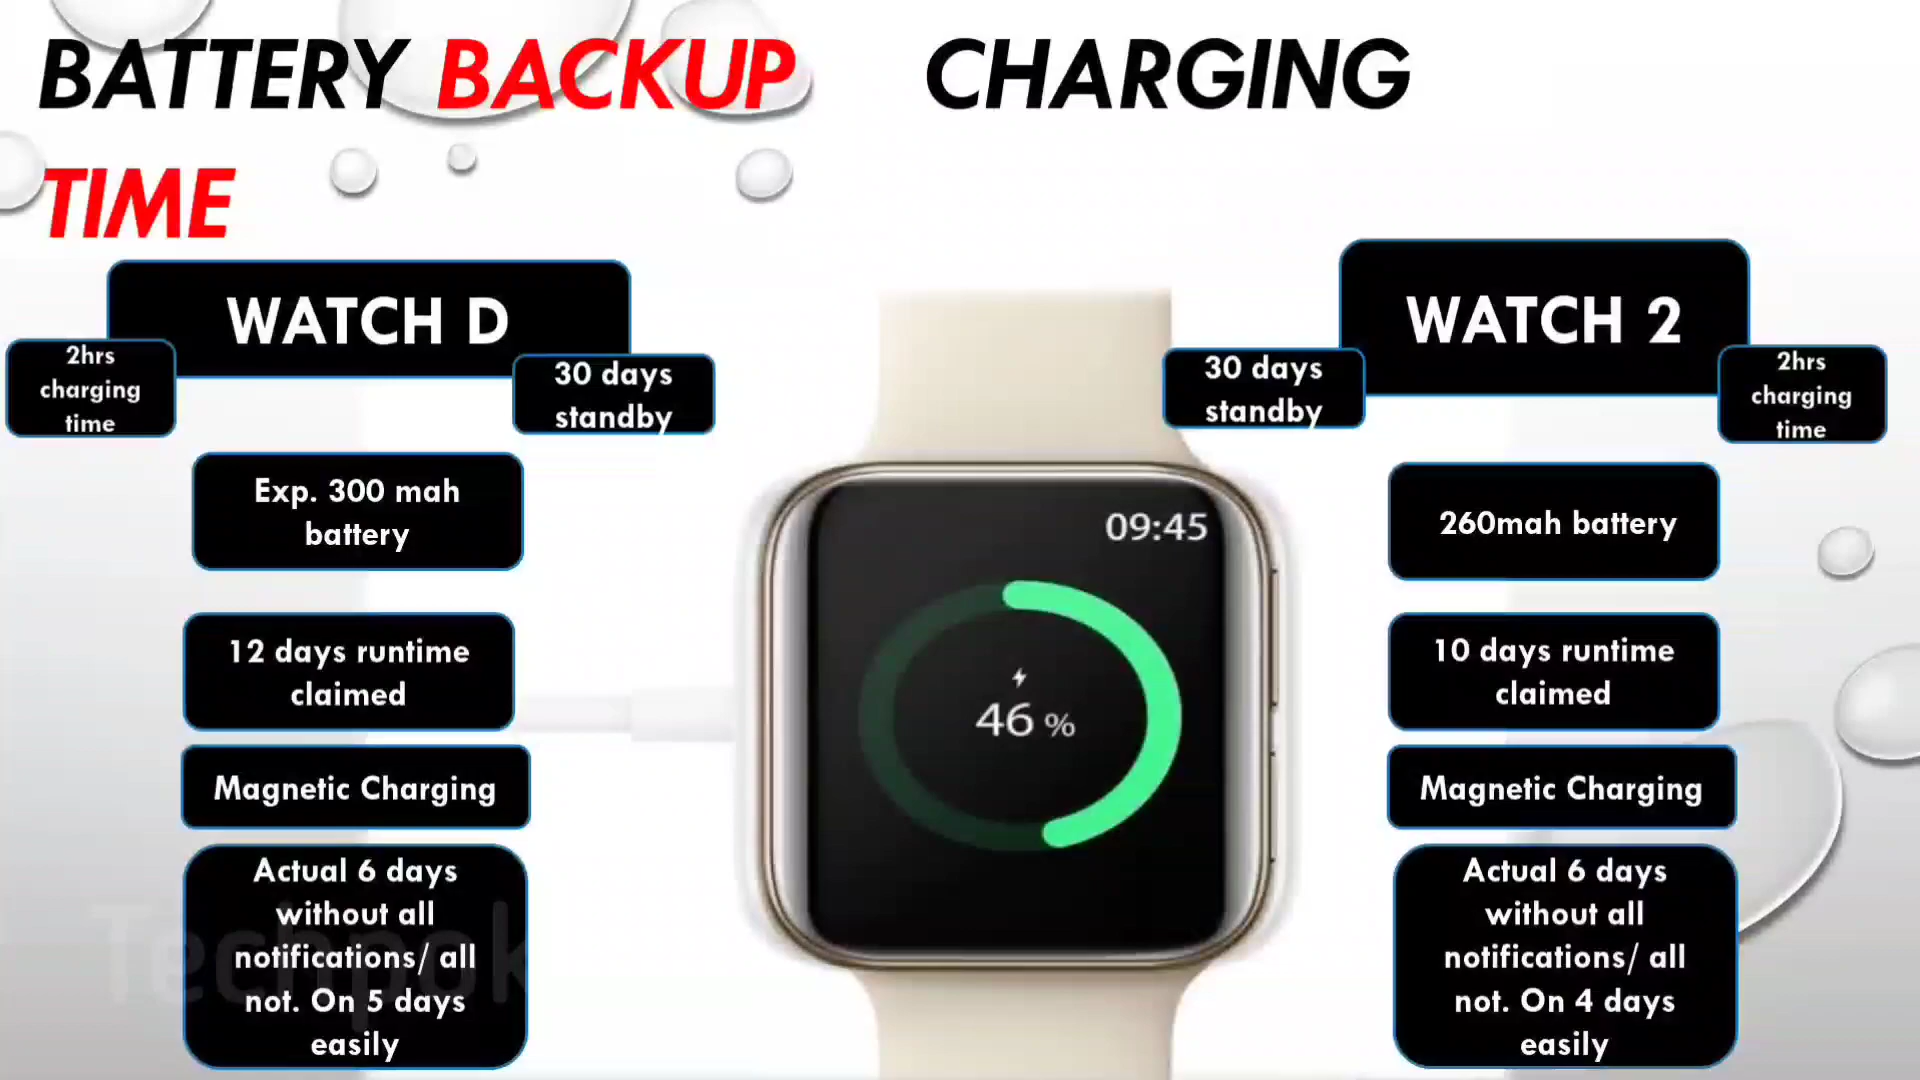 BATTERY BACKUP CHARGING
TIME
WATCH D
2hrs
charging
time
30 days
standby
Exp. 300 mah
battery
12 days runtime
claimed
Magnetic Charging
Actual 6 days
without all
notifications/ all
not. On 5 days
easily
Techpok
09:45
46 %
WATCH 2
30 days
standby
2hrs
charging
time
260mah battery
10 days runtime
claimed
Magnetic Charging
Actual 6 days
without all
notifications/ all
not. On 4 days
easily